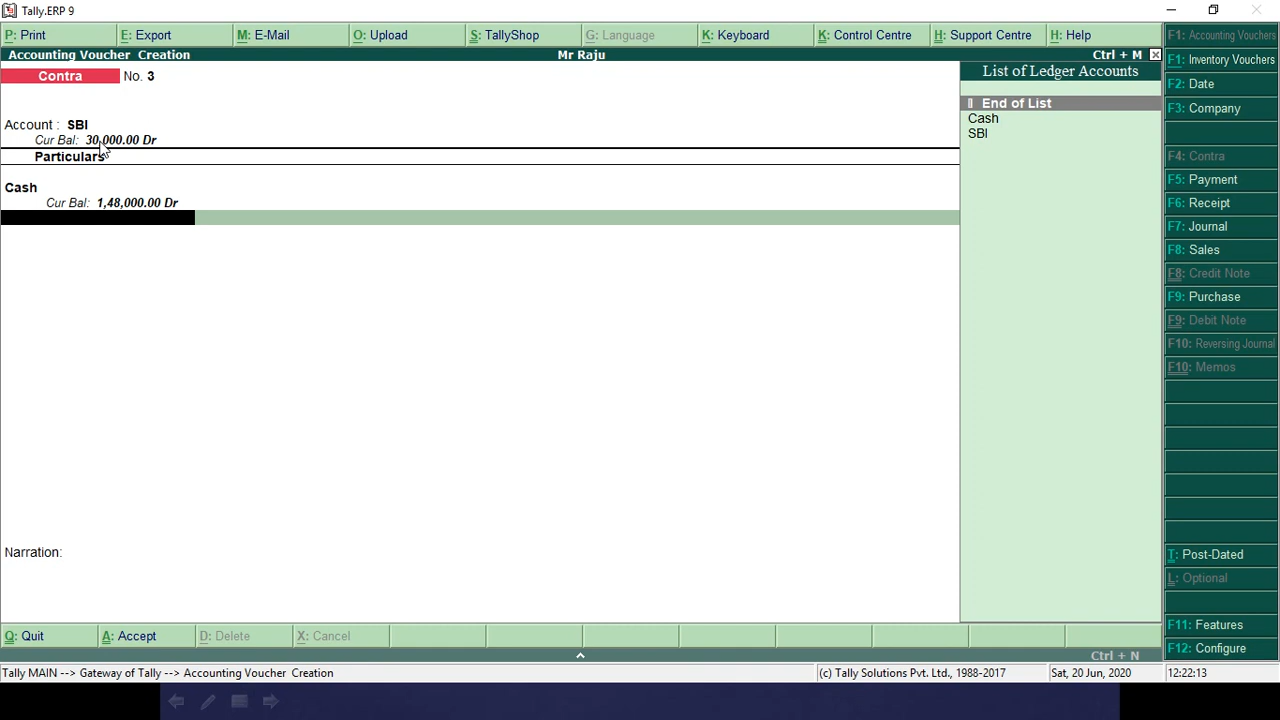 Tally.ERP 9
P: Print E: Export M: E-Mail O: Upload S: TallyShop G: Language K: Keyboard K: Control Centre H: Support Centre H: Help
F1: Accounting Vouchers
Accounting Voucher Creation Mr Raju Ctrl + M
Contra No. 3
Account : SBI
Cur Bal: 30,000.00 Dr
Particulars
Cash
Cur Bal: 1,48,000.00 Dr
Narration:
List of Ledger Accounts
End of List
Cash
SBI
F1: Inventory Vouchers
F2: Date
F3: Company
F4: Contra
F5: Payment
F6: Receipt
F7: Journal
F8: Sales
F8: Credit Note
F9: Purchase
F9: Debit Note
F10: Reversing Journal
F10: Memos
T: Post-Dated
L: Optional
F11: Features
F12: Configure
Q: Quit A: Accept D: Delete X: Cancel
Ctrl + N
Tally MAIN --> Gateway of Tally --> Accounting Voucher Creation (c) Tally Solutions Pvt. Ltd., 1988-2017 Sat, 20 Jun, 2020 12:22:13